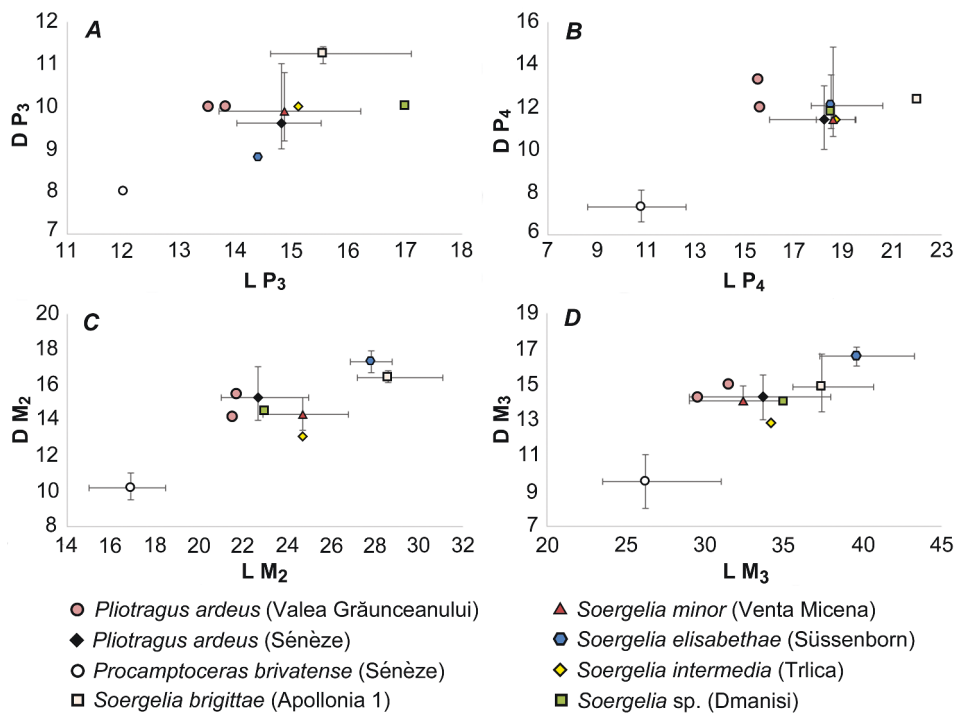 A
D P3
12
11
10
9
8
7
11 12 13 14 15 16 17 18
L P3
B
D P4
16
14
12
10
8
6
7 9 11 13 15 17 19 21 23
L P4
C
D M2
20
18
16
14
12
10
8
14 16 18 20 22 24 26 28 30 32
L M2
D
D M3
19
17
15
13
11
9
7
20 25 30 35 40 45
L M3
Pliotragus ardeus (Valea Grăunceanului)
Pliotragus ardeus (Sénèze)
Procamptoceras brivatense (Sénèze)
Soergelia brigittae (Apollonia 1)
Soergelia minor (Venta Micena)
Soergelia elisabethae (Süssenborn)
Soergelia intermedia (Trlica)
Soergelia sp. (Dmanisi)